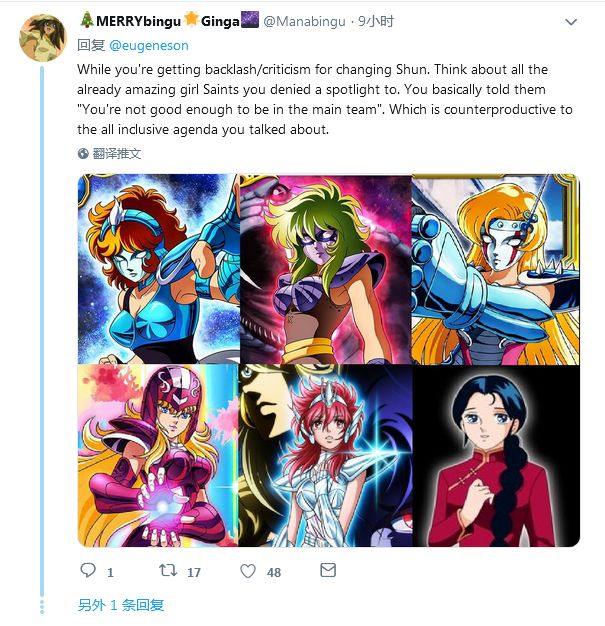 🎄MERRYbingu🌟Ginga🌌 @Manabingu · 9小时
回复 @eugeneson
While you're getting backlash/criticism for changing Shun. Think about all the
already amazing girl Saints you denied a spotlight to. You basically told them
"You're not good enough to be in the main team". Which is counterproductive to
the all inclusive agenda you talked about.
翻译推文
1 17 48
另外 1 条回复